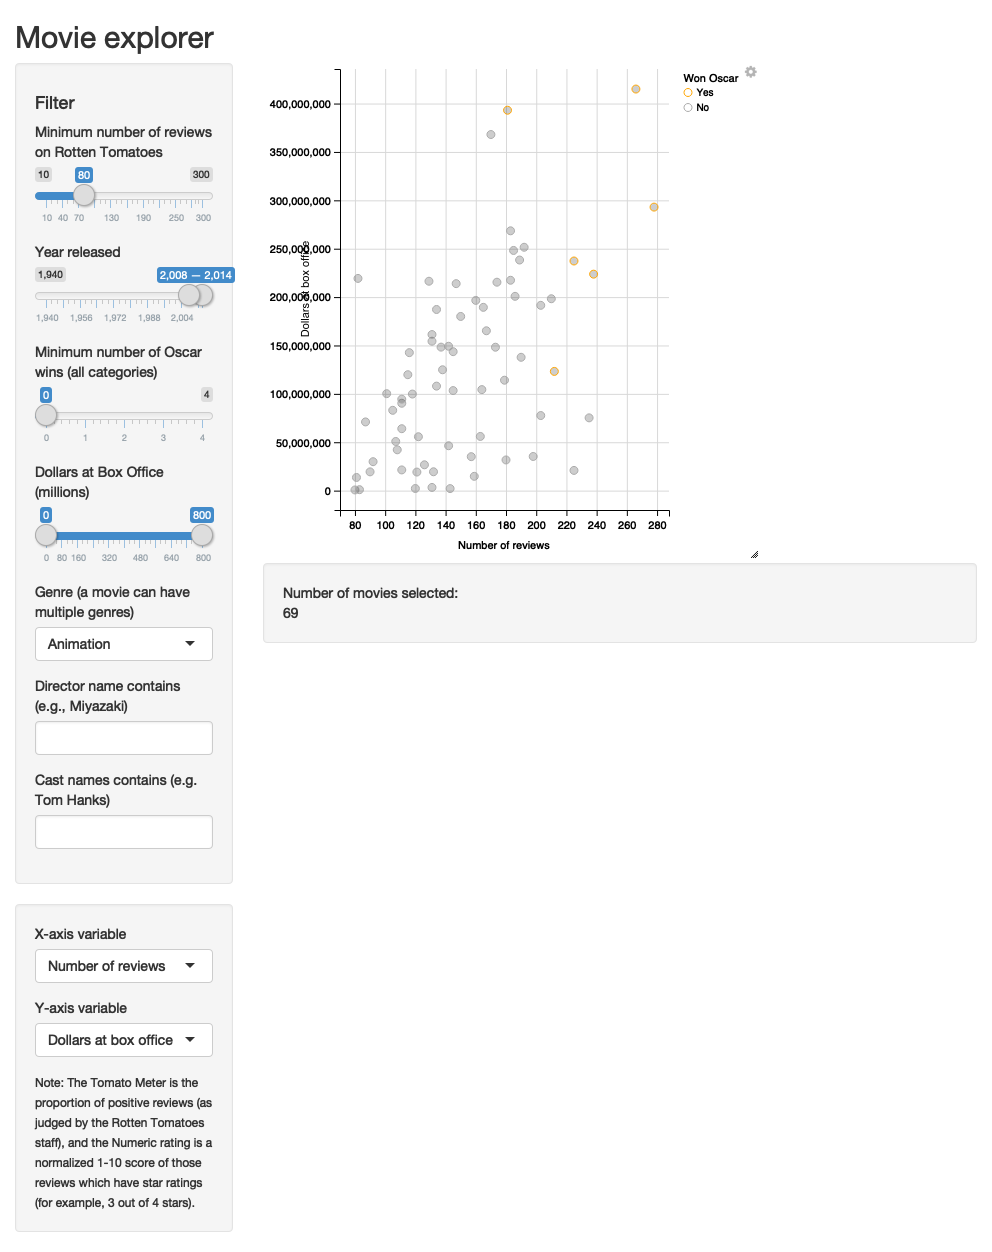 Movie explorer
Filter
Minimum number of reviews
on Rotten Tomatoes
10 80 300
10 40 70 130 190 250 300
Year released
1,940 2,008 — 2,014
1,940 1,956 1,972 1,988 2,004
Minimum number of Oscar
wins (all categories)
0 4
0 1 2 3 4
Dollars at Box Office
(millions)
0 800
0 80 160 320 480 640 800
Genre (a movie can have
multiple genres)
Animation
Director name contains
(e.g., Miyazaki)
Cast names contains (e.g.
Tom Hanks)
X-axis variable
Number of reviews
Y-axis variable
Dollars at box office
Note: The Tomato Meter is the
proportion of positive reviews (as
judged by the Rotten Tomatoes
staff), and the Numeric rating is a
normalized 1-10 score of those
reviews which have star ratings
(for example, 3 out of 4 stars).
Dollars at box office
400,000,000
350,000,000
300,000,000
250,000,000
200,000,000
150,000,000
100,000,000
50,000,000
0
80 100 120 140 160 180 200 220 240 260 280
Number of reviews
Won Oscar
Yes
No
Number of movies selected:
69